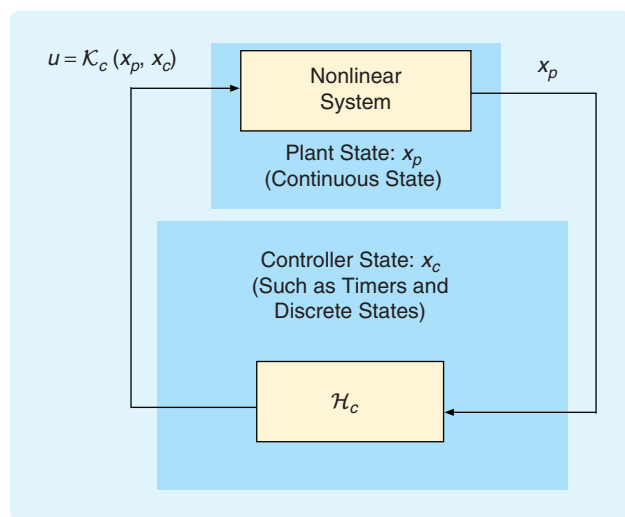 u = 𝒦c (xp, xc)
Nonlinear
System
xp
Plant State: xp
(Continuous State)
Controller State: xc
(Such as Timers and
Discrete States)
ℋc